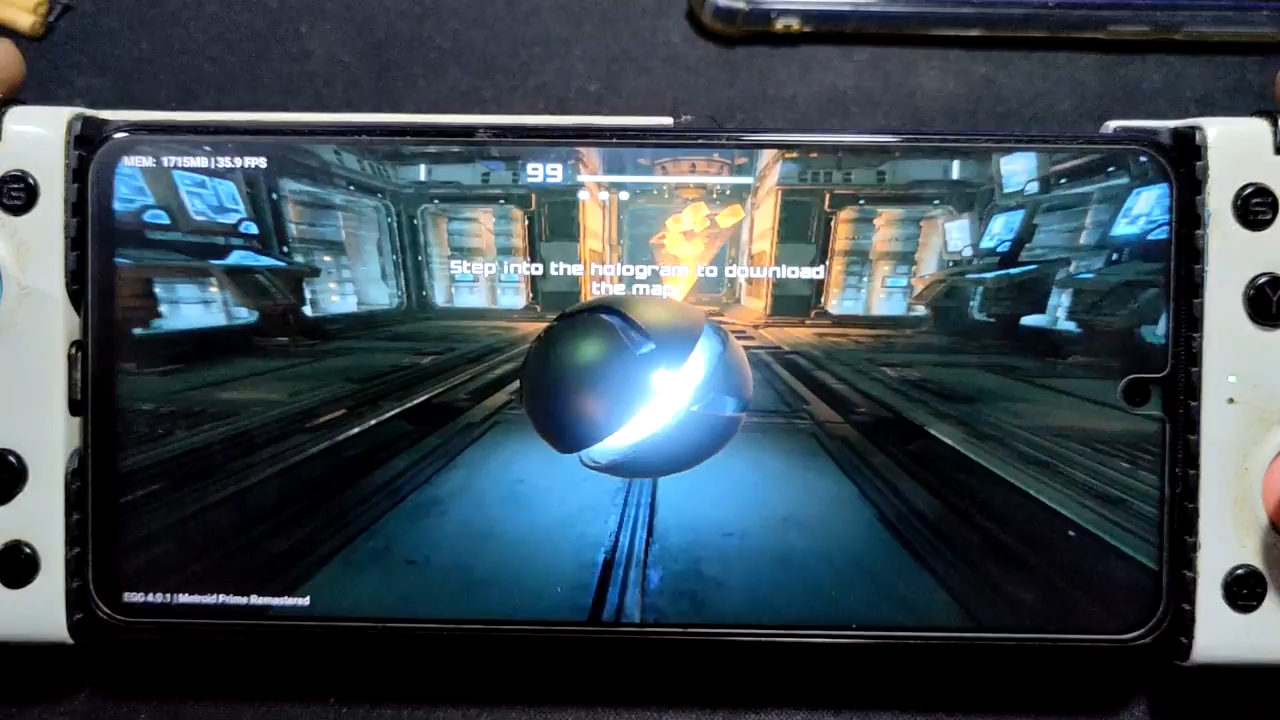 MEM: 1715MB | 35.9 FPS
99
Step into the hologram to download
the map
EGG 4.0.1 | Metroid Prime Remastered
S
S
Y